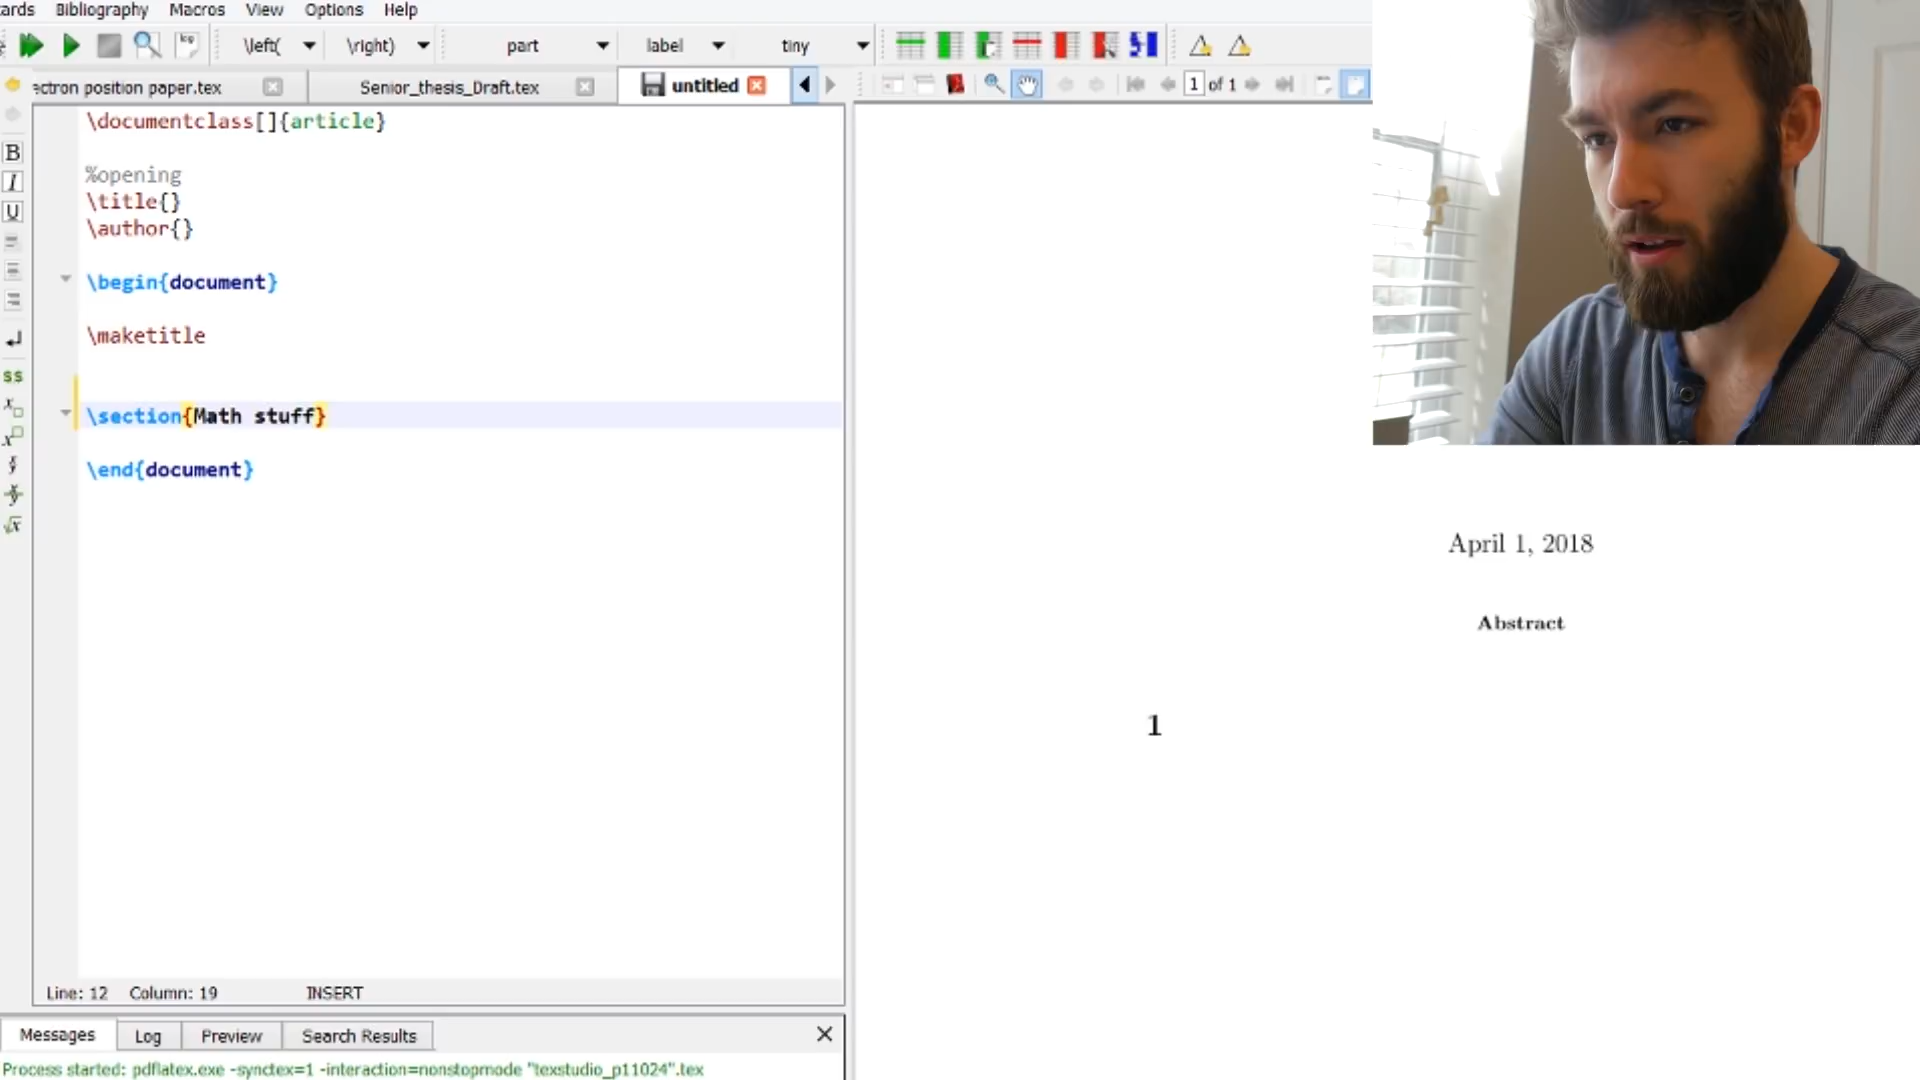 ards Bibliography Macros View Options Help
log \left( \right) part label tiny
ectron position paper.tex Senior_thesis_Draft.tex untitled 1 of 1
\documentclass[]{article}
%opening
\title{}
\author{}
\begin{document}
\maketitle
\section{Math stuff}
\end{document}
B
I
U
$$
April 1, 2018
Abstract
1
Line: 12 Column: 19 INSERT
Messages Log Preview Search Results
Process started: pdflatex.exe -synctex=1 -interaction=nonstopmode "texstudio_p11024".tex